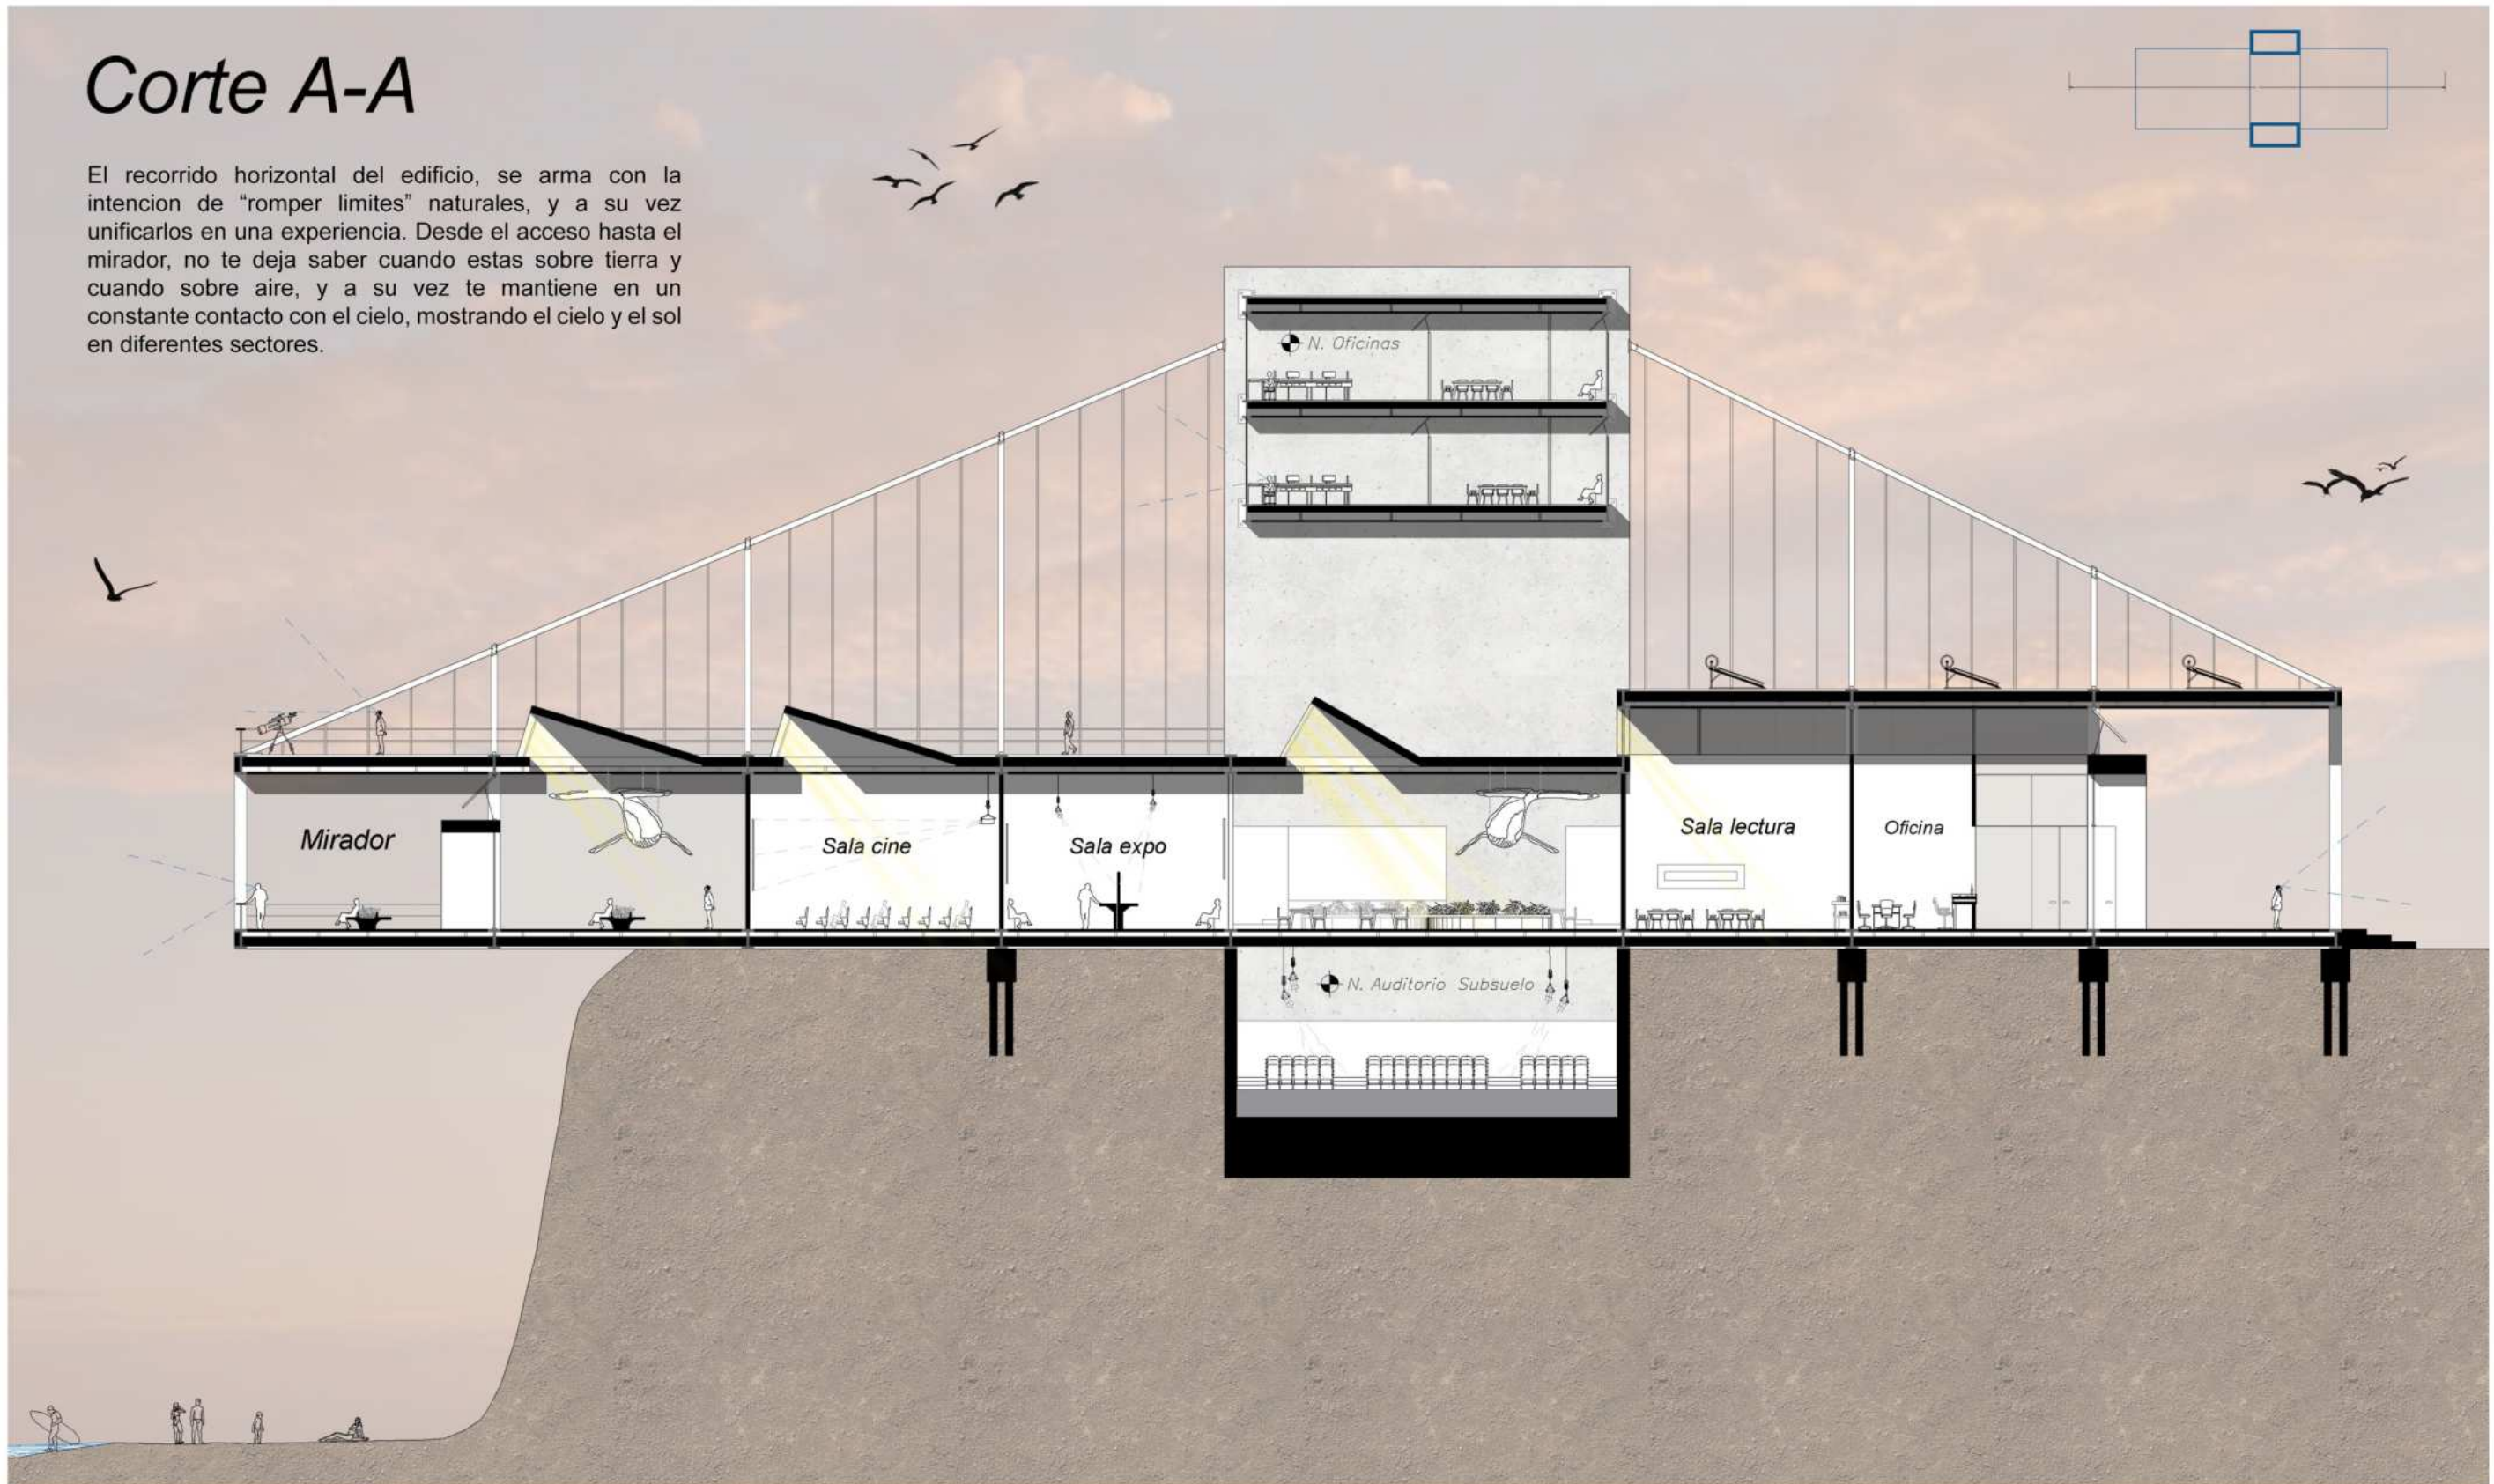 Corte A-A
El recorrido horizontal del edificio, se arma con la
intencion de “romper limites” naturales, y a su vez
unificarlos en una experiencia. Desde el acceso hasta el
mirador, no te deja saber cuando estas sobre tierra y
cuando sobre aire, y a su vez te mantiene en un
constante contacto con el cielo, mostrando el cielo y el sol
en diferentes sectores.
N. Oficinas
Mirador
Sala cine
Sala expo
Sala lectura
Oficina
N. Auditorio Subsuelo